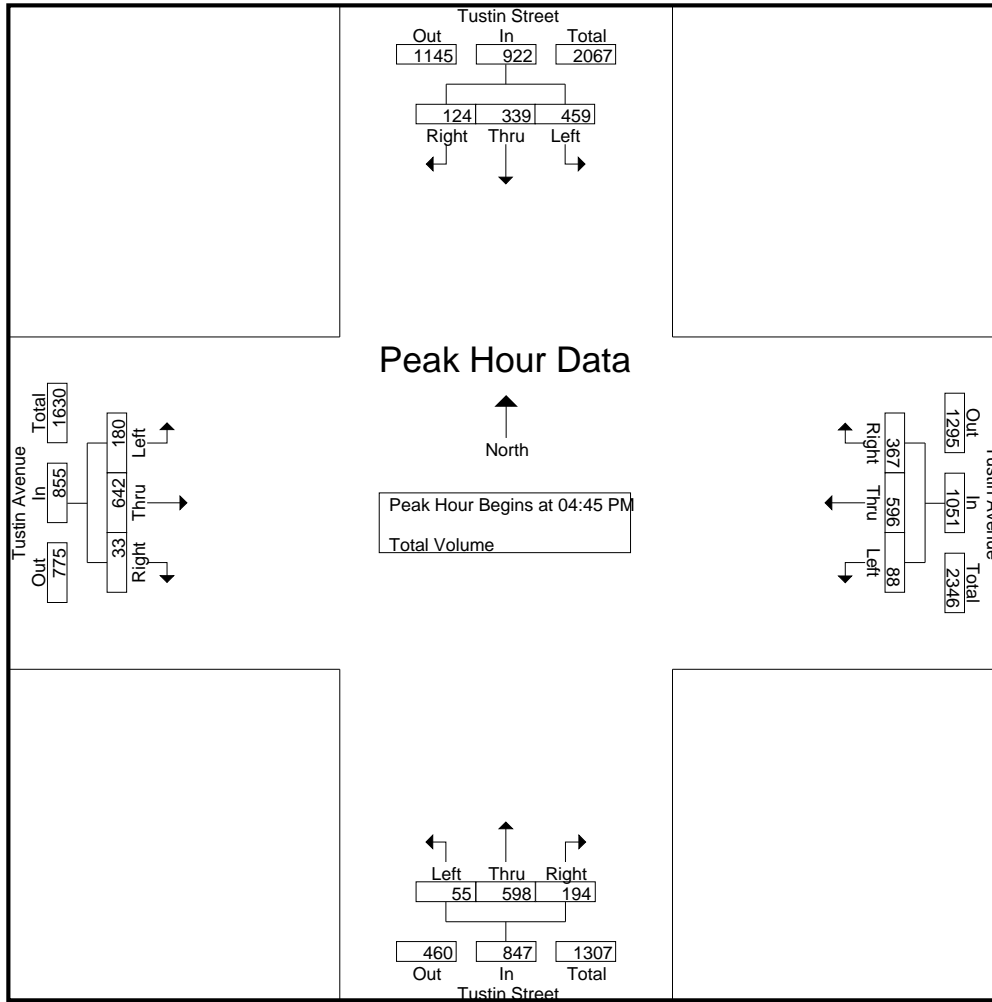 Tustin Street
Out In Total
1145 922 2067
124 339 459
Right Thru Left
Peak Hour Data
North
Peak Hour Begins at 04:45 PM
Total Volume
Tustin Avenue
Total In Out
1630 855 775
180 642 33
Left Thru Right
Tustin Avenue
Out In Total
1295 1051 2346
367 596 88
Right Thru Left
Left Thru Right
55 598 194
460 847 1307
Out In Total
Tustin Street